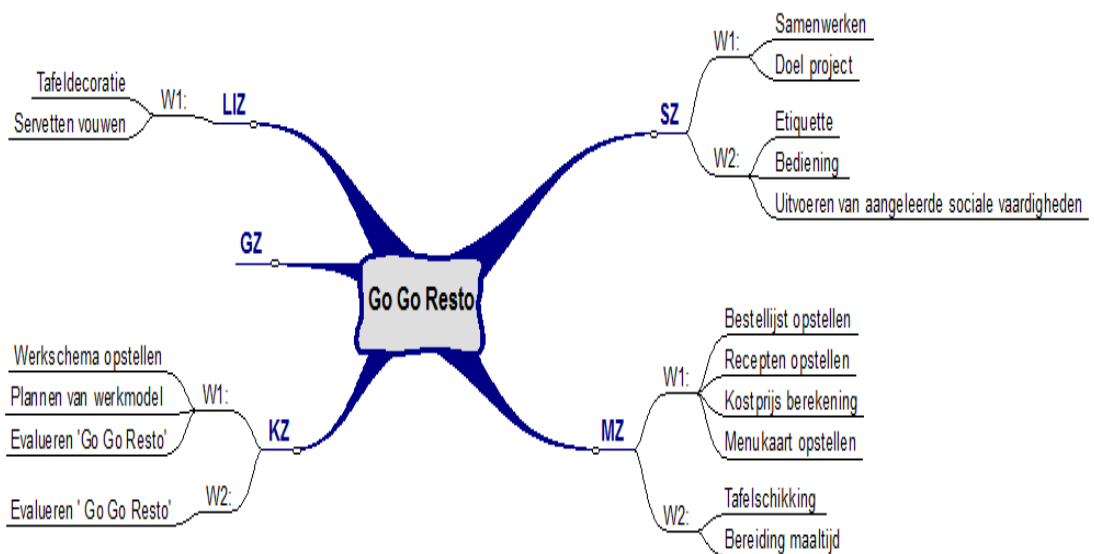 Go Go Resto
LIZ
W1:
Tafeldecoratie
Servetten vouwen
GZ
KZ
W1:
Werkschema opstellen
Plannen van werkmodel
Evalueren 'Go Go Resto'
W2:
Evalueren ' Go Go Resto'
SZ
W1:
Samenwerken
Doel project
W2:
Etiquette
Bediening
Uitvoeren van aangeleerde sociale vaardigheden
MZ
W1:
Bestellijst opstellen
Recepten opstellen
Kostprijs berekening
Menukaart opstellen
W2:
Tafelschikking
Bereiding maaltijd